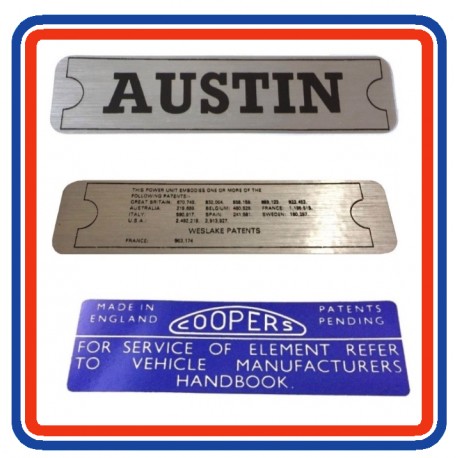 AUSTIN
THIS POWER UNIT EMBODIES ONE OR MORE OF THE
FOLLOWING PATENTS:-
GREAT BRITAIN:
AUSTRALIA: BELGIUM: FRANCE:
ITALY: SPAIN: SWEDEN:
U.S.A:
WESLAKE PATENTS
FRANCE:
MADE IN PATENTS
ENGLAND COOPERs PENDING
FOR SERVICE OF ELEMENT REFER
TO VEHICLE MANUFACTURERS
HANDBOOK.